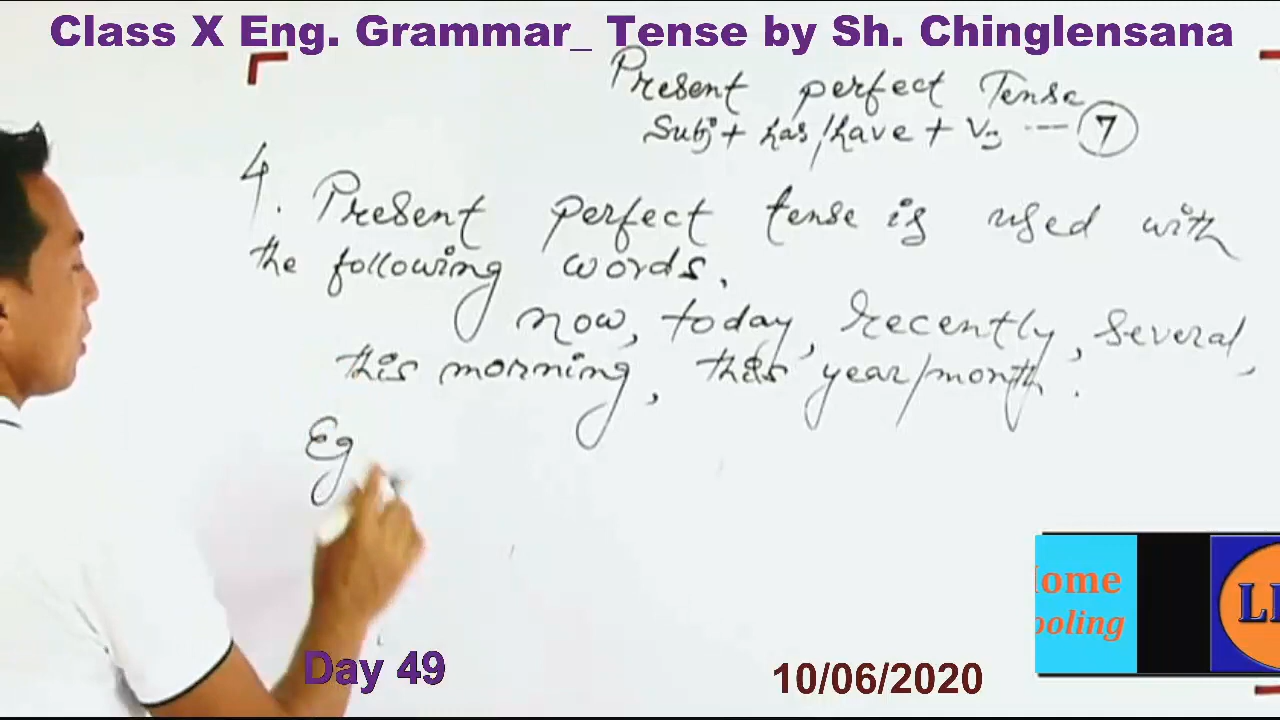 Class X Eng. Grammar_ Tense by Sh. Chinglensana
Present perfect Tense
Subj + has/have + V3 --- 7
4. Present perfect tense is used with
the following words.
now, today, recently, several,
this morning, this year/month.
Eg
ome
ooling
Day 49
10/06/2020